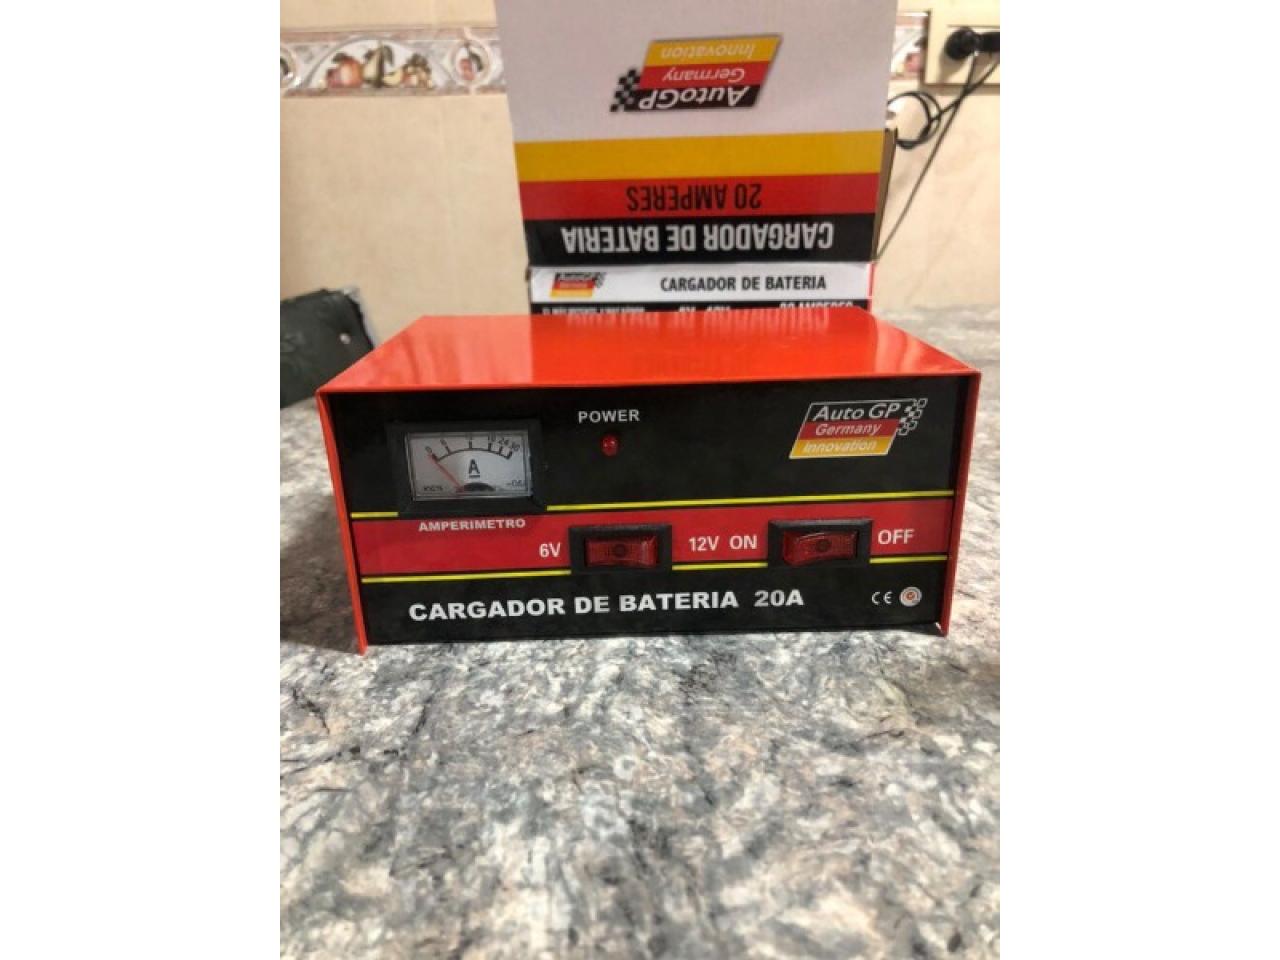 AutoGP
Germany
Innovation
20 AMPERES
CARGADOR DE BATERIA
AutoGP
CARGADOR DE BATERIA
POWER
Auto GP
Germany
Innovation
A
AMPERIMETRO
6V
12V ON
OFF
CARGADOR DE BATERIA 20A
CE